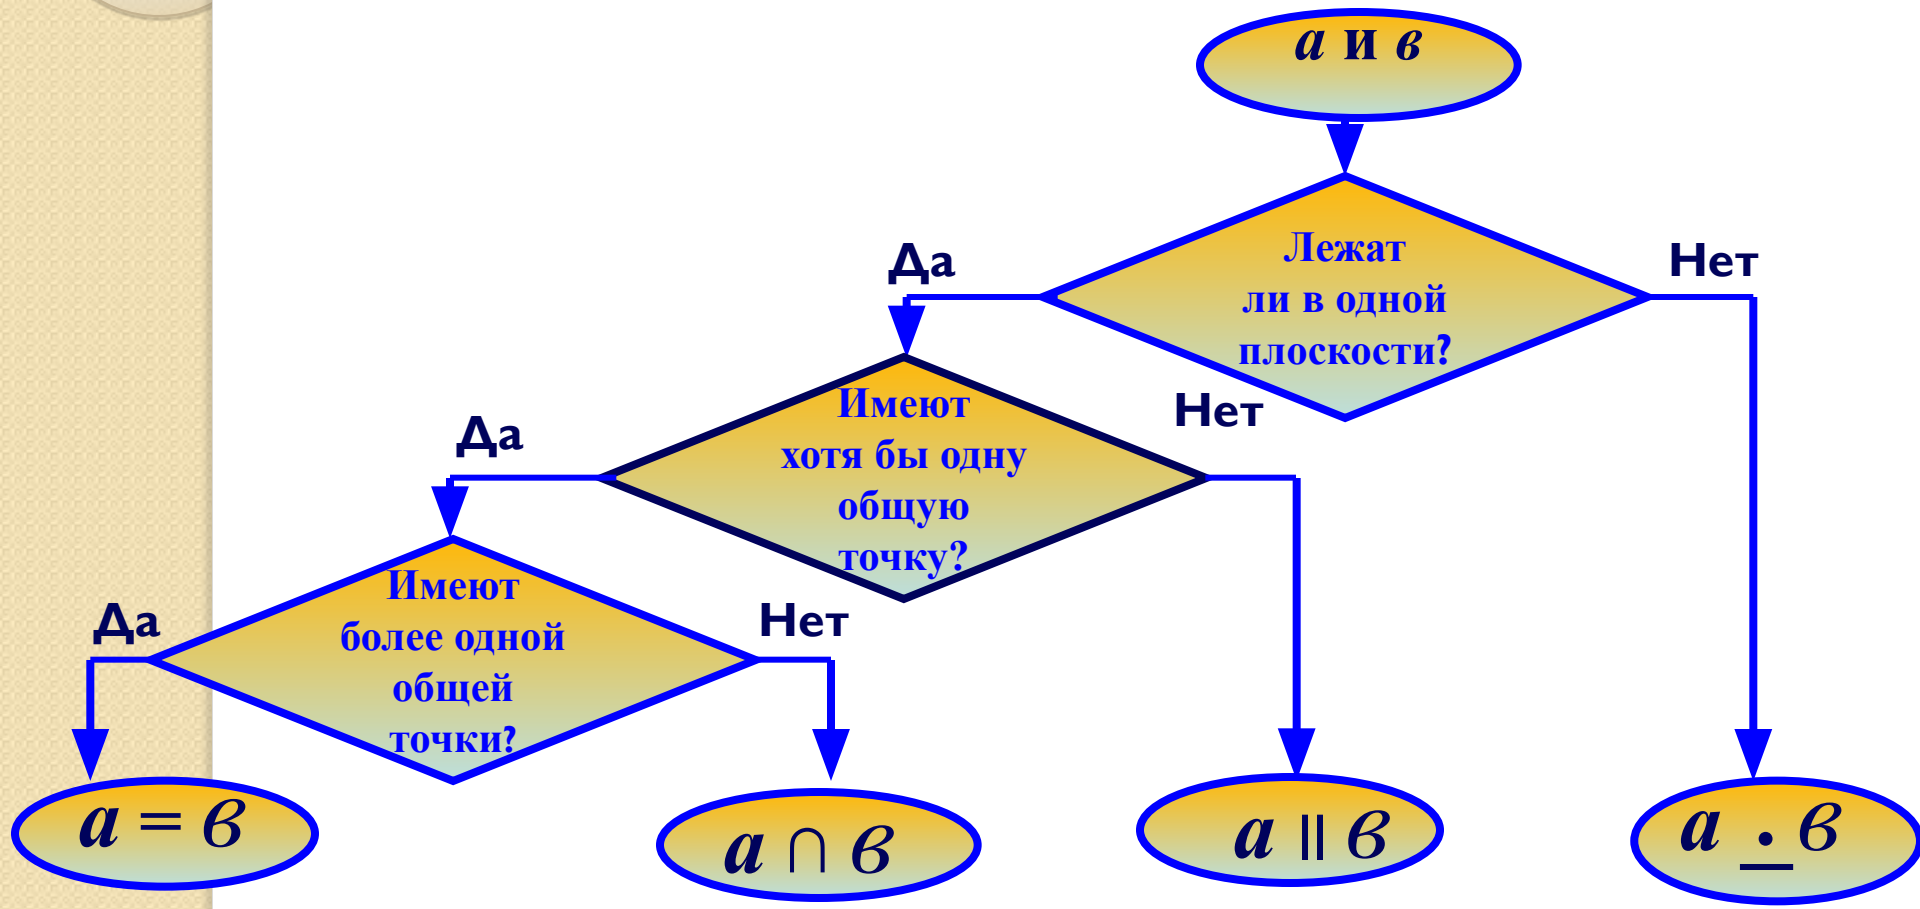 а и в
Лежат
ли в одной
плоскости?
Да
Нет
Имеют
хотя бы одну
общую
точку?
Да
Нет
Имеют
более одной
общей
точки?
Да
Нет
а = в
а ∩ в
а || в
а ∸ в